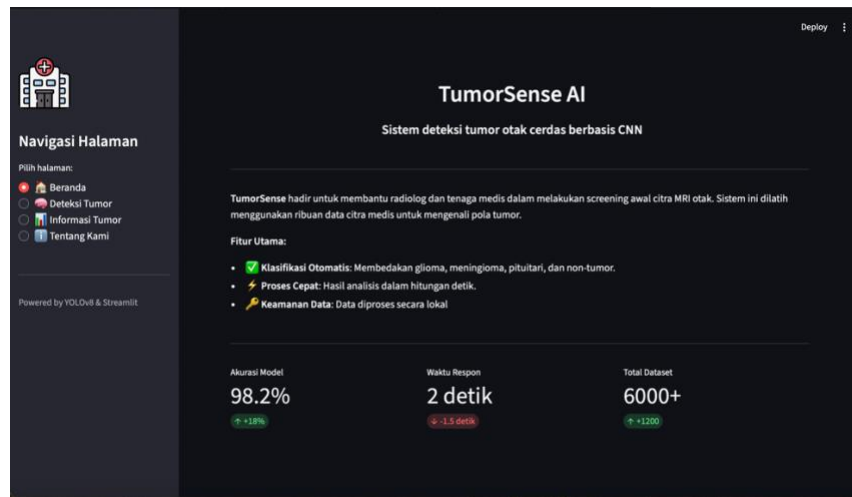 Deploy
Navigasi Halaman
Pilih halaman:
Beranda
Deteksi Tumor
Informasi Tumor
Tentang Kami
Powered by YOLOv8 & Streamlit
TumorSense AI
Sistem deteksi tumor otak cerdas berbasis CNN
TumorSense hadir untuk membantu radiolog dan tenaga medis dalam melakukan screening awal citra MRI otak. Sistem ini dilatih
menggunakan ribuan data citra medis untuk mengenali pola tumor.
Fitur Utama:
• ✅ Klasifikasi Otomatis: Membedakan glioma, meningioma, pituitari, dan non-tumor.
• ⚡ Proses Cepat: Hasil analisis dalam hitungan detik.
• 🔑 Keamanan Data: Data diproses secara lokal
Akurasi Model
98.2%
↑ +18%
Waktu Respon
2 detik
↓ -1.5 detik
Total Dataset
6000+
↑ +1200